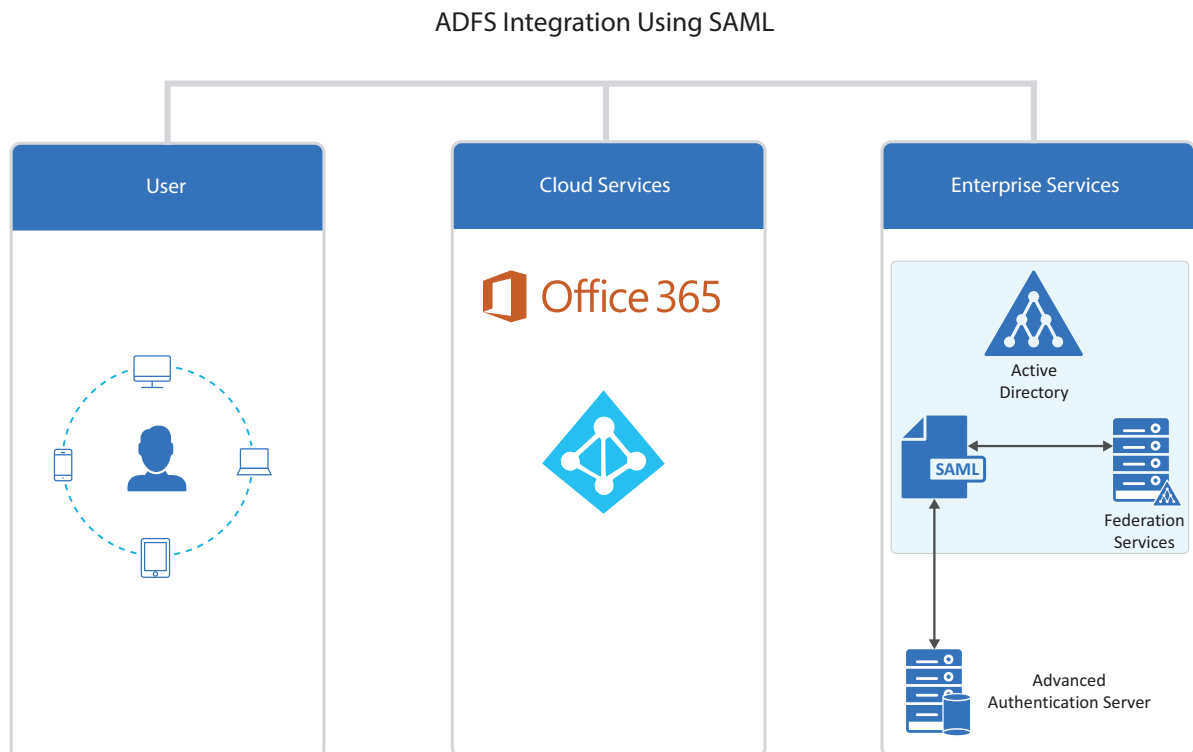 ADFS Integration Using SAML
User
Cloud Services
Enterprise Services
Office 365
Active
Directory
SAML
Federation
Services
Advanced
Authentication Server